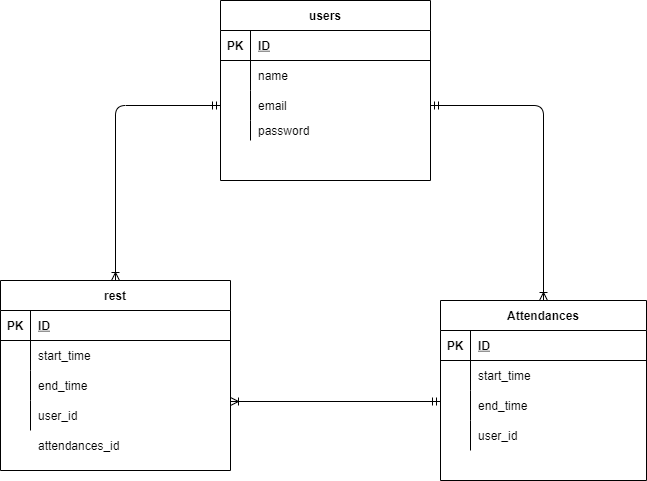 users
PK ID
name
email
password
rest
PK ID
start_time
end_time
user_id
attendances_id
Attendances
PK ID
start_time
end_time
user_id